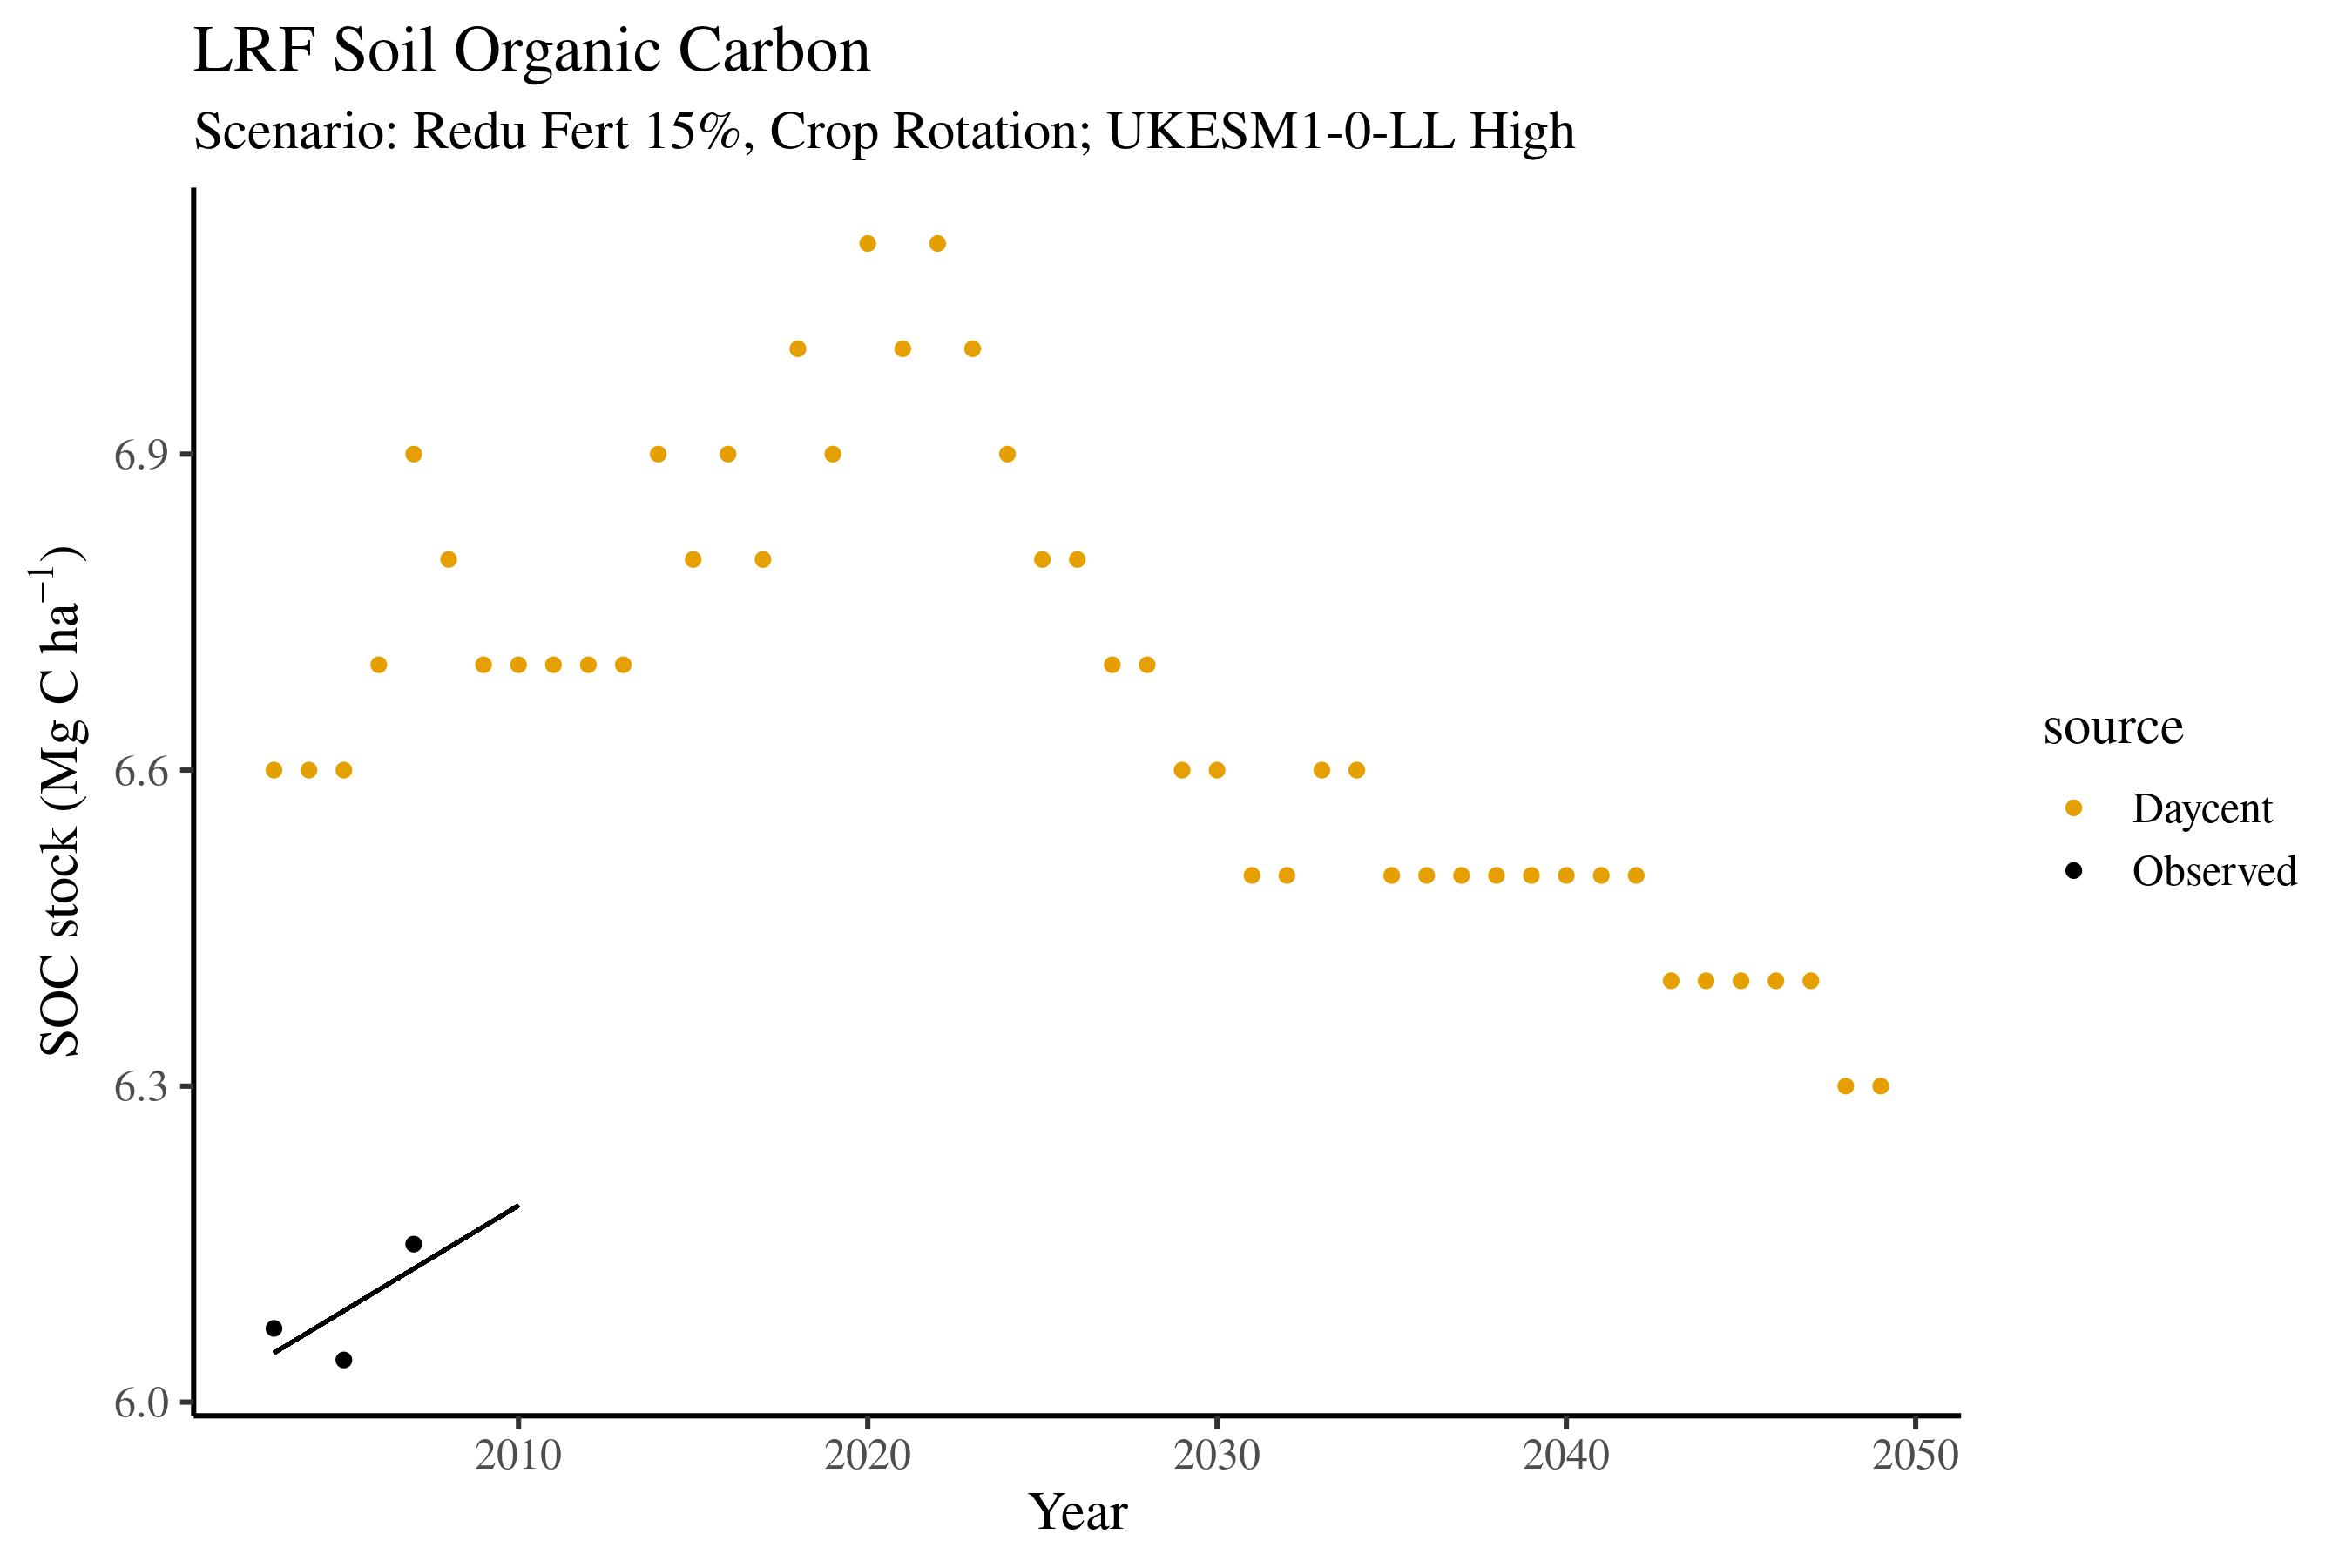 LRF Soil Organic Carbon
Scenario: Redu Fert 15%, Crop Rotation; UKESM1-0-LL High
SOC stock (Mg C ha⁻¹)
6.9
6.6
6.3
6.0
2010 2020 2030 2040 2050
Year
source
Daycent
Observed